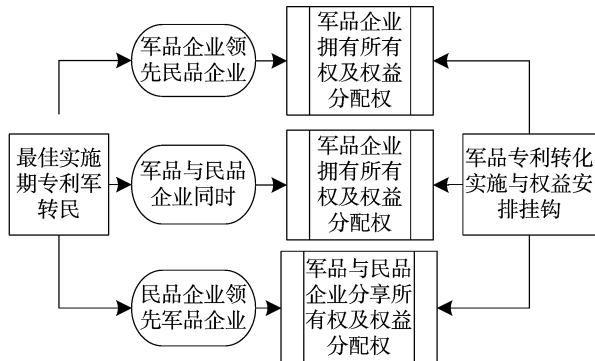 军品企业领
先民品企业
军品企业
拥有所有
权及权益
分配权
最佳实施
期专利军
转民
军品与民品
企业同时
军品企业
拥有所有
权及权益
分配权
军品专利转化
实施与权益安
排挂钩
民品企业领
先军品企业
军品与民品
企业分享所
有权及权益
分配权